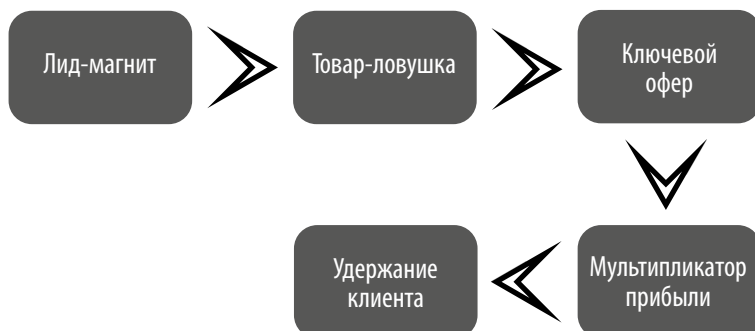 Лид-магнит
Товар-ловушка
Ключевой
офер
Мультипликатор
прибыли
Удержание
клиента